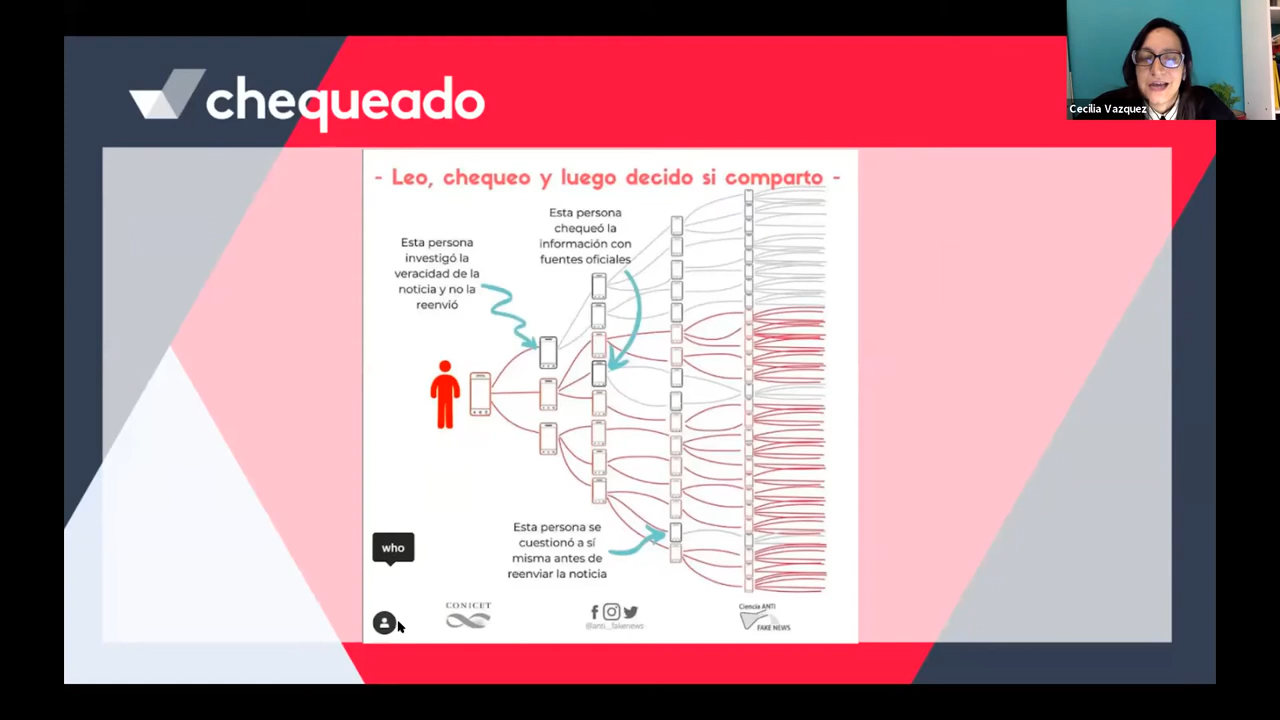 chequeado
Cecilia Vazquez
- Leo, chequeo y luego decido si comparto -
Esta persona
chequeó la
información con
fuentes oficiales
Esta persona
investigó la
veracidad de la
noticia y no la
reenvió
Esta persona se
cuestionó a sí
misma antes de
reenviar la noticia
who
CONICET
@anti_fakenews
Ciencia ANTI
FAKE NEWS